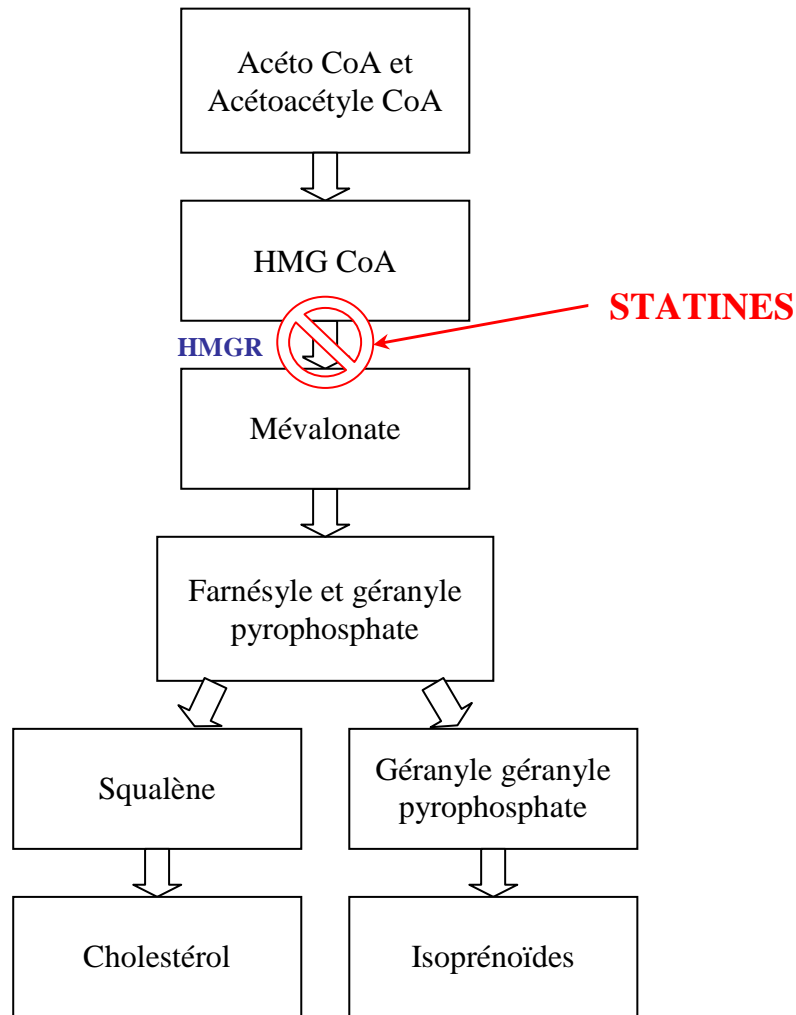 Acéto CoA et
Acétoacétyle CoA
HMG CoA
STATINES
HMGR
Mévalonate
Farnésyle et géranyle
pyrophosphate
Squalène
Géranyle géranyle
pyrophosphate
Cholestérol
Isoprénoïdes